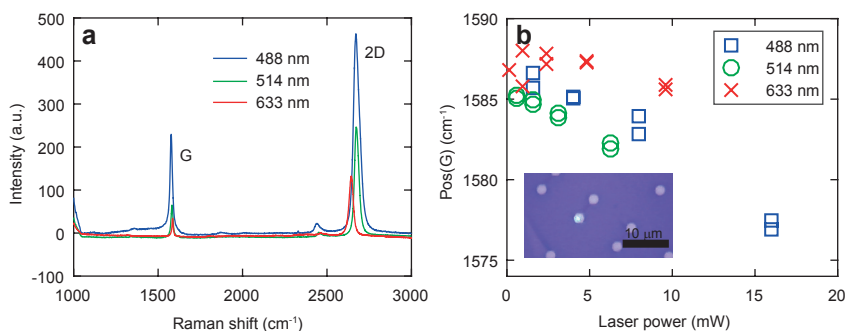 a
500
400
300
200
100
0
-100
1000
1500
2000
2500
3000
Intensity (a.u.)
Raman shift (cm-1)
488 nm
514 nm
633 nm
G
2D
b
1590
1585
1580
1575
0
5
10
15
20
Pos(G) (cm-1)
Laser power (mW)
488 nm
514 nm
633 nm
10 μm